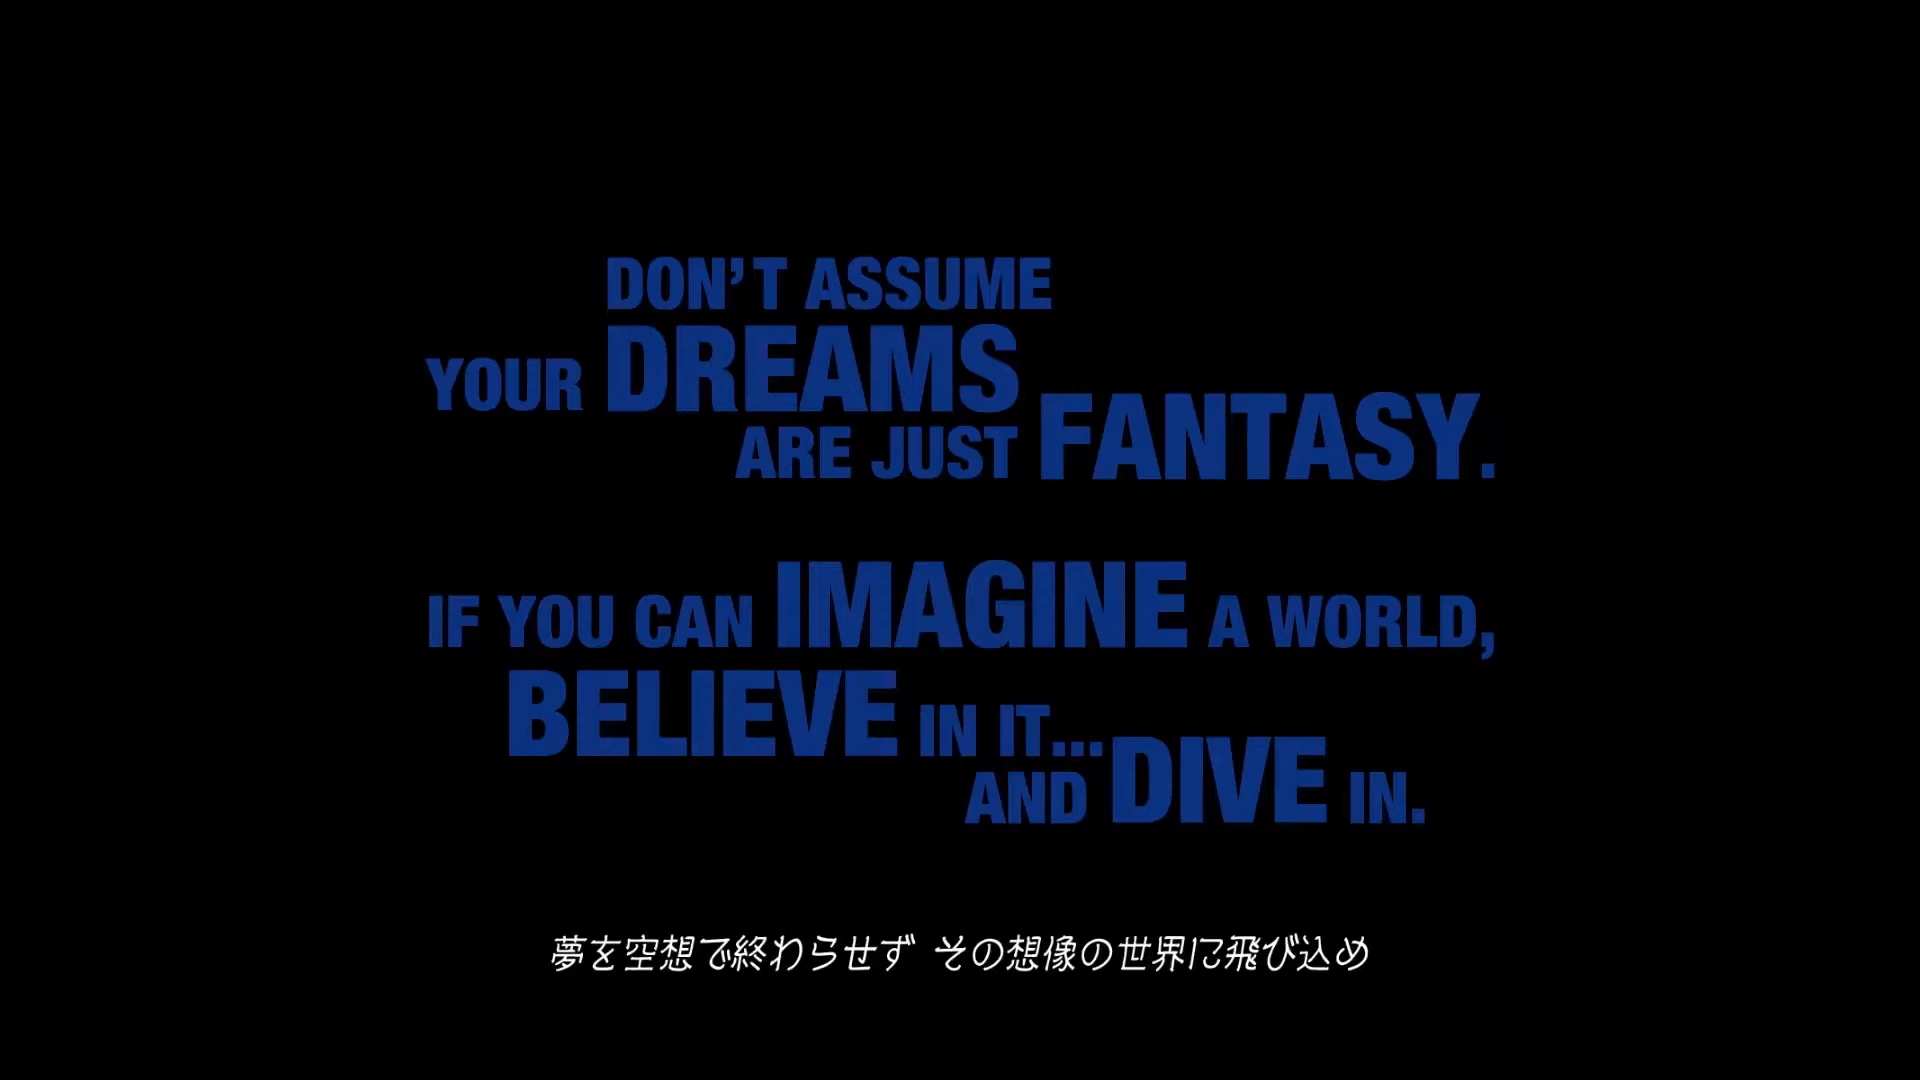 DON'T ASSUME
YOUR DREAMS
ARE JUST FANTASY.
IF YOU CAN IMAGINE A WORLD,
BELIEVE IN IT...
AND DIVE IN.
夢を空想で終わらせず その想像の世界に飛び込め